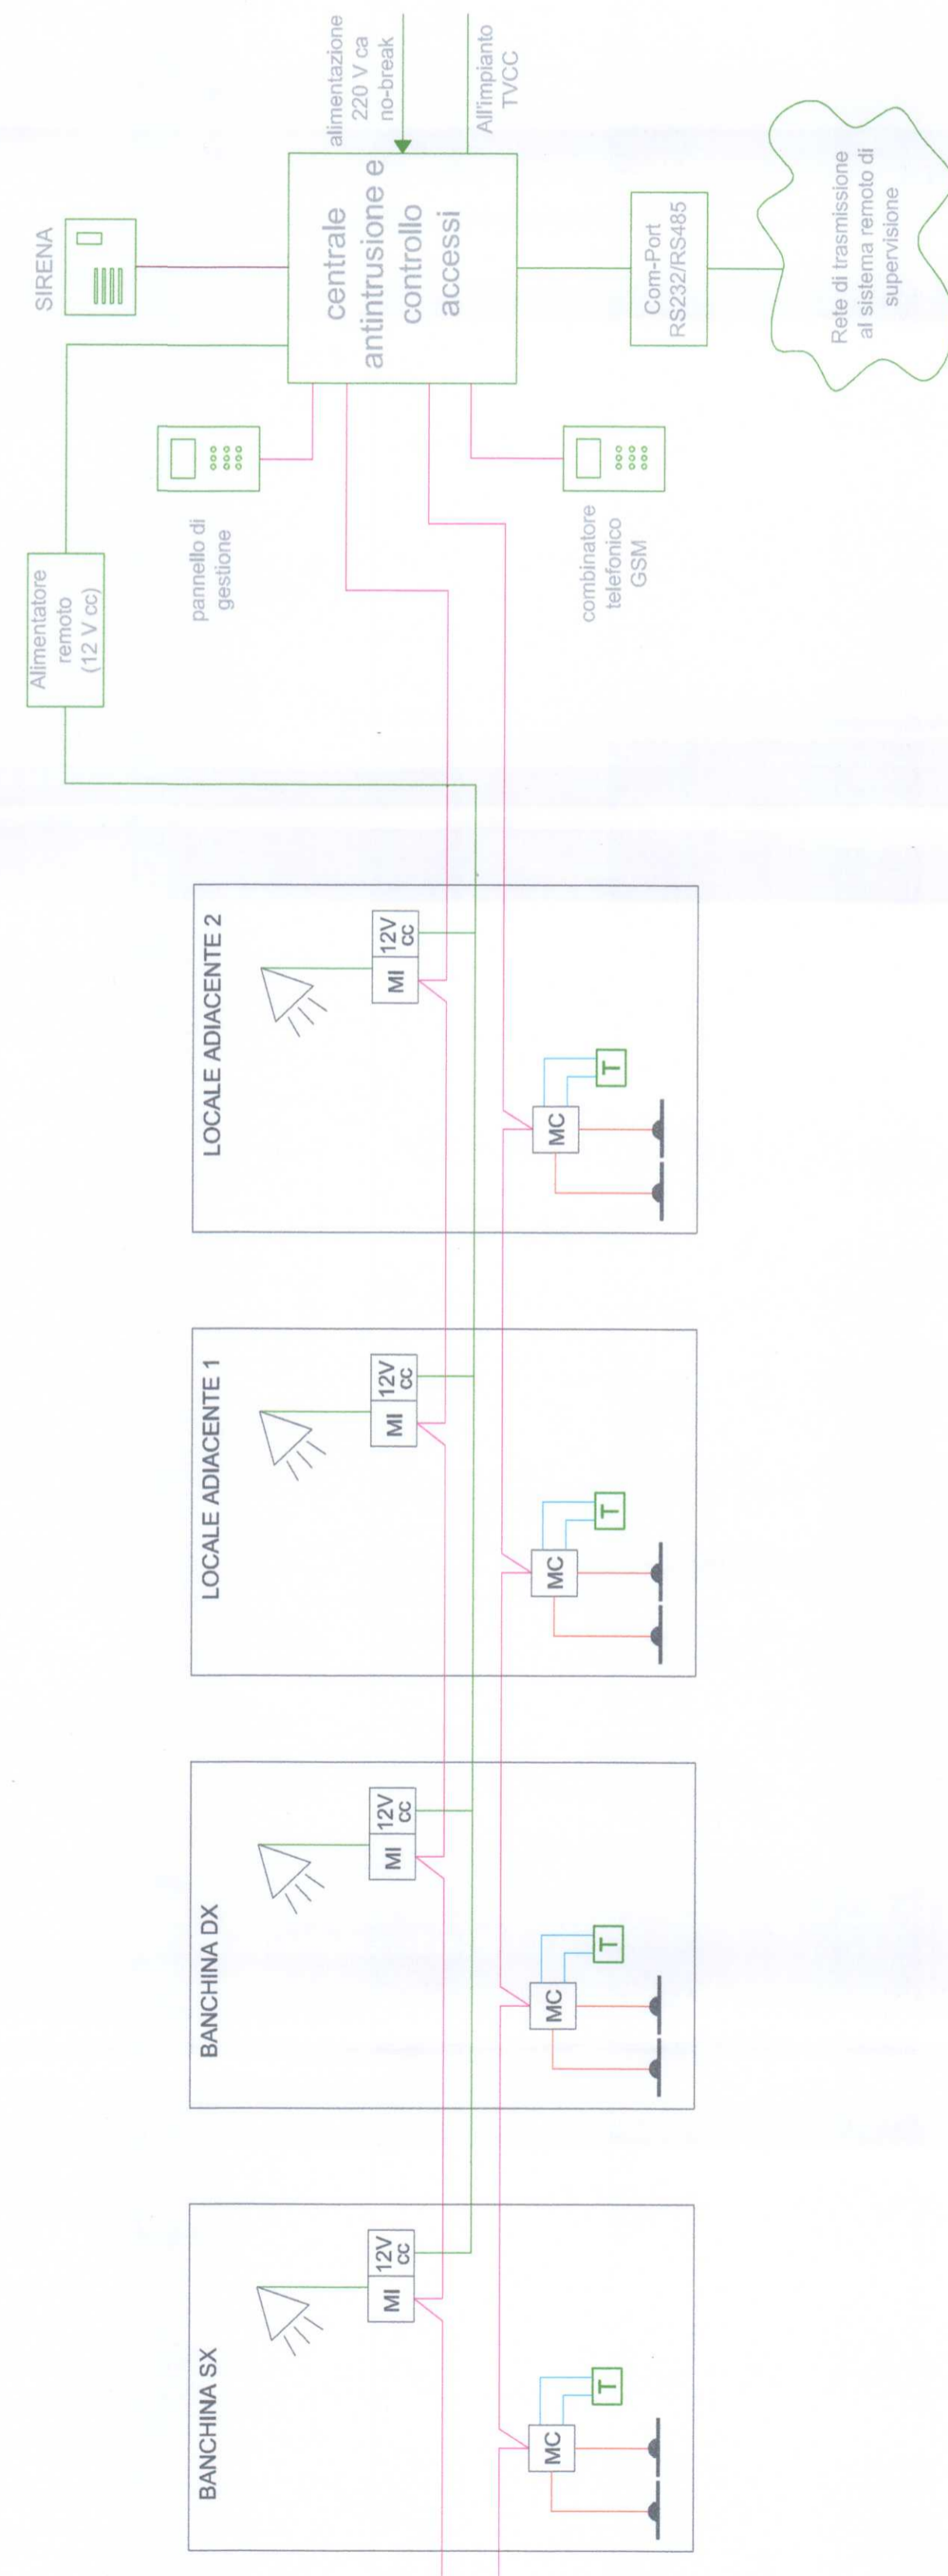 BANCHINA SX
MI
12V
cc
MC
T
BANCHINA DX
MI
12V
cc
MC
T
LOCALE ADIACENTE 1
MI
12V
cc
MC
T
LOCALE ADIACENTE 2
MI
12V
cc
MC
T
Alimentatore
remoto
(12 V cc)
SIRENA
pannello di
gestione
centrale
antintrusione e
controllo
accessi
alimentazione
220 V ca
no-break
All'impianto
TVCC
combinatore
telefonico
GSM
Com-Port
RS232/RS485
Rete di trasmissione
al sistema remoto di
supervisione